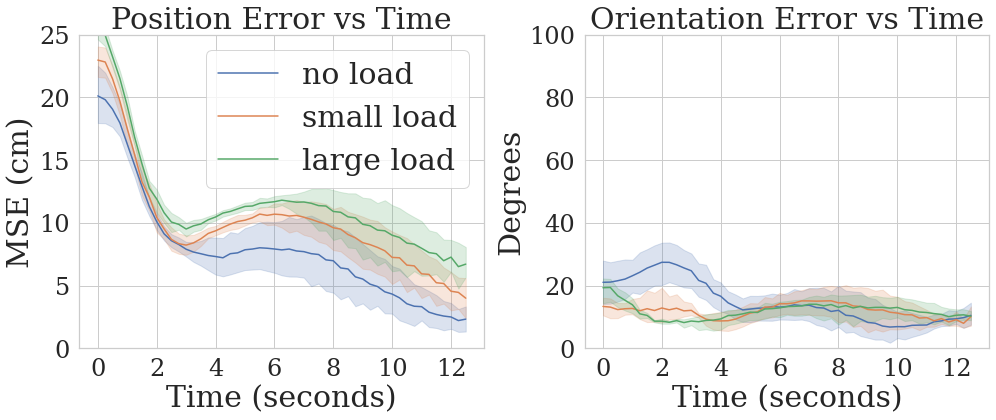 Position Error vs Time
25
20
15
10
5
0
MSE (cm)
no load
small load
large load
0 2 4 6 8 10 12
Time (seconds)
Orientation Error vs Time
100
80
60
40
20
0
Degrees
0 2 4 6 8 10 12
Time (seconds)